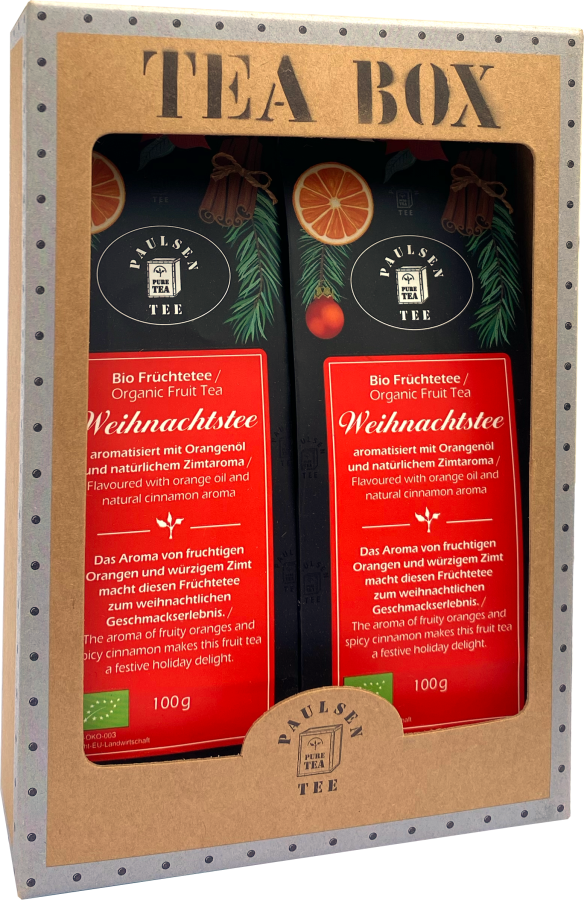 TEA BOX
PAULSEN
PURE
TEA
TEE
Bio Früchtetee /
Organic Fruit Tea
Weihnachtstee
aromatisiert mit Orangenöl
und natürlichem Zimtaroma /
Flavoured with orange oil and
natural cinnamon aroma
Das Aroma von fruchtigen
Orangen und würzigem Zimt
macht diesen Früchtetee
zum weihnachtlichen
Geschmackserlebnis. /
The aroma of fruity oranges and
spicy cinnamon makes this fruit tea
a festive holiday delight.
100g
ÖKO-003
ht-EU-Landwirtschaft
TEE
PAULSEN
PURE
TEA
TEE
Bio Früchtetee /
Organic Fruit Tea
Weihnachtstee
aromatisiert mit Orangenöl
und natürlichem Zimtaroma /
Flavoured with orange oil and
natural cinnamon aroma
Das Aroma von fruchtigen
Orangen und würzigem Zimt
macht diesen Früchtetee
zum weihnachtlichen
Geschmackserlebnis. /
The aroma of fruity oranges and
spicy cinnamon makes this fruit tea
a festive holiday delight.
100g
PAULSEN
PURE
TEA
TEE